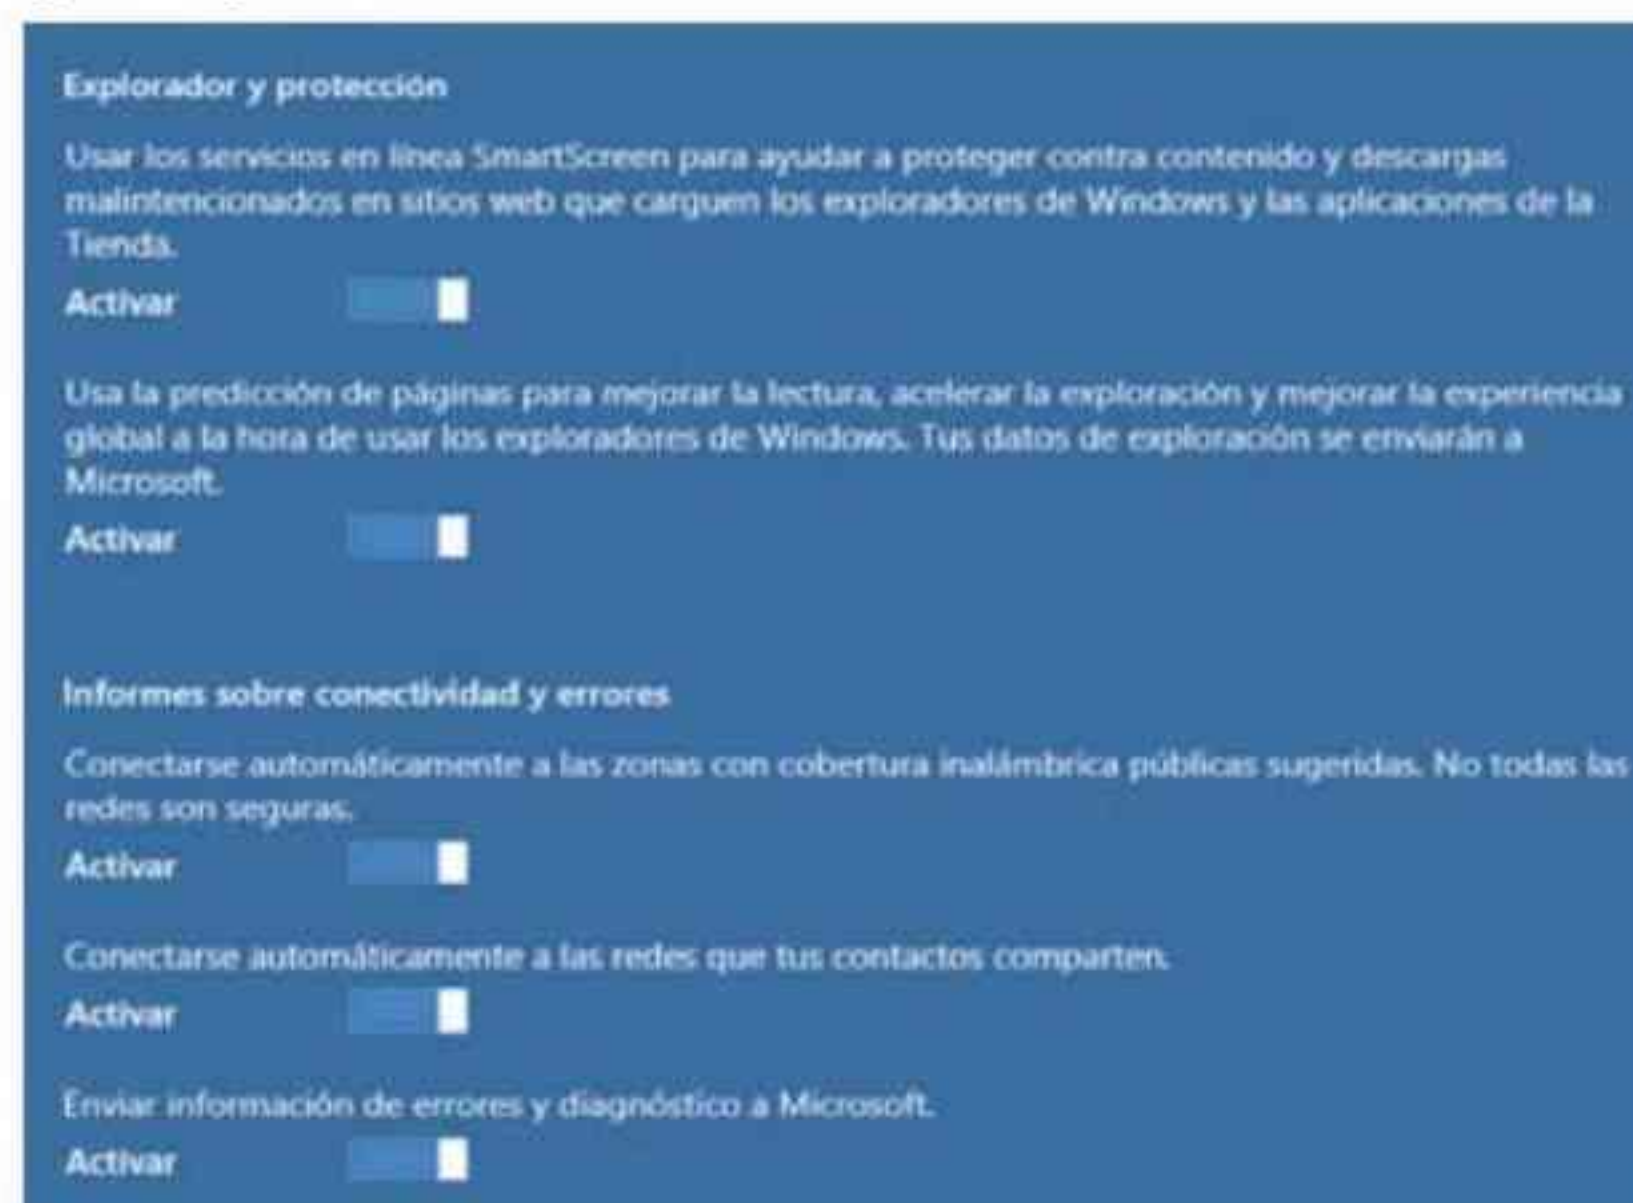 Explorador y protección
Usar los servicios en línea SmartScreen para ayudar a proteger contra contenido y descargas
malintencionados en sitios web que carguen los exploradores de Windows y las aplicaciones de la
Tienda.
Activar
Usa la predicción de páginas para mejorar la lectura, acelerar la exploración y mejorar la experiencia
global a la hora de usar los exploradores de Windows. Tus datos de exploración se enviarán a
Microsoft.
Activar
Informes sobre conectividad y errores
Conectarse automáticamente a las zonas con cobertura inalámbrica públicas sugeridas. No todas las
redes son seguras.
Activar
Conectarse automáticamente a las redes que tus contactos comparten.
Activar
Enviar información de errores y diagnóstico a Microsoft.
Activar